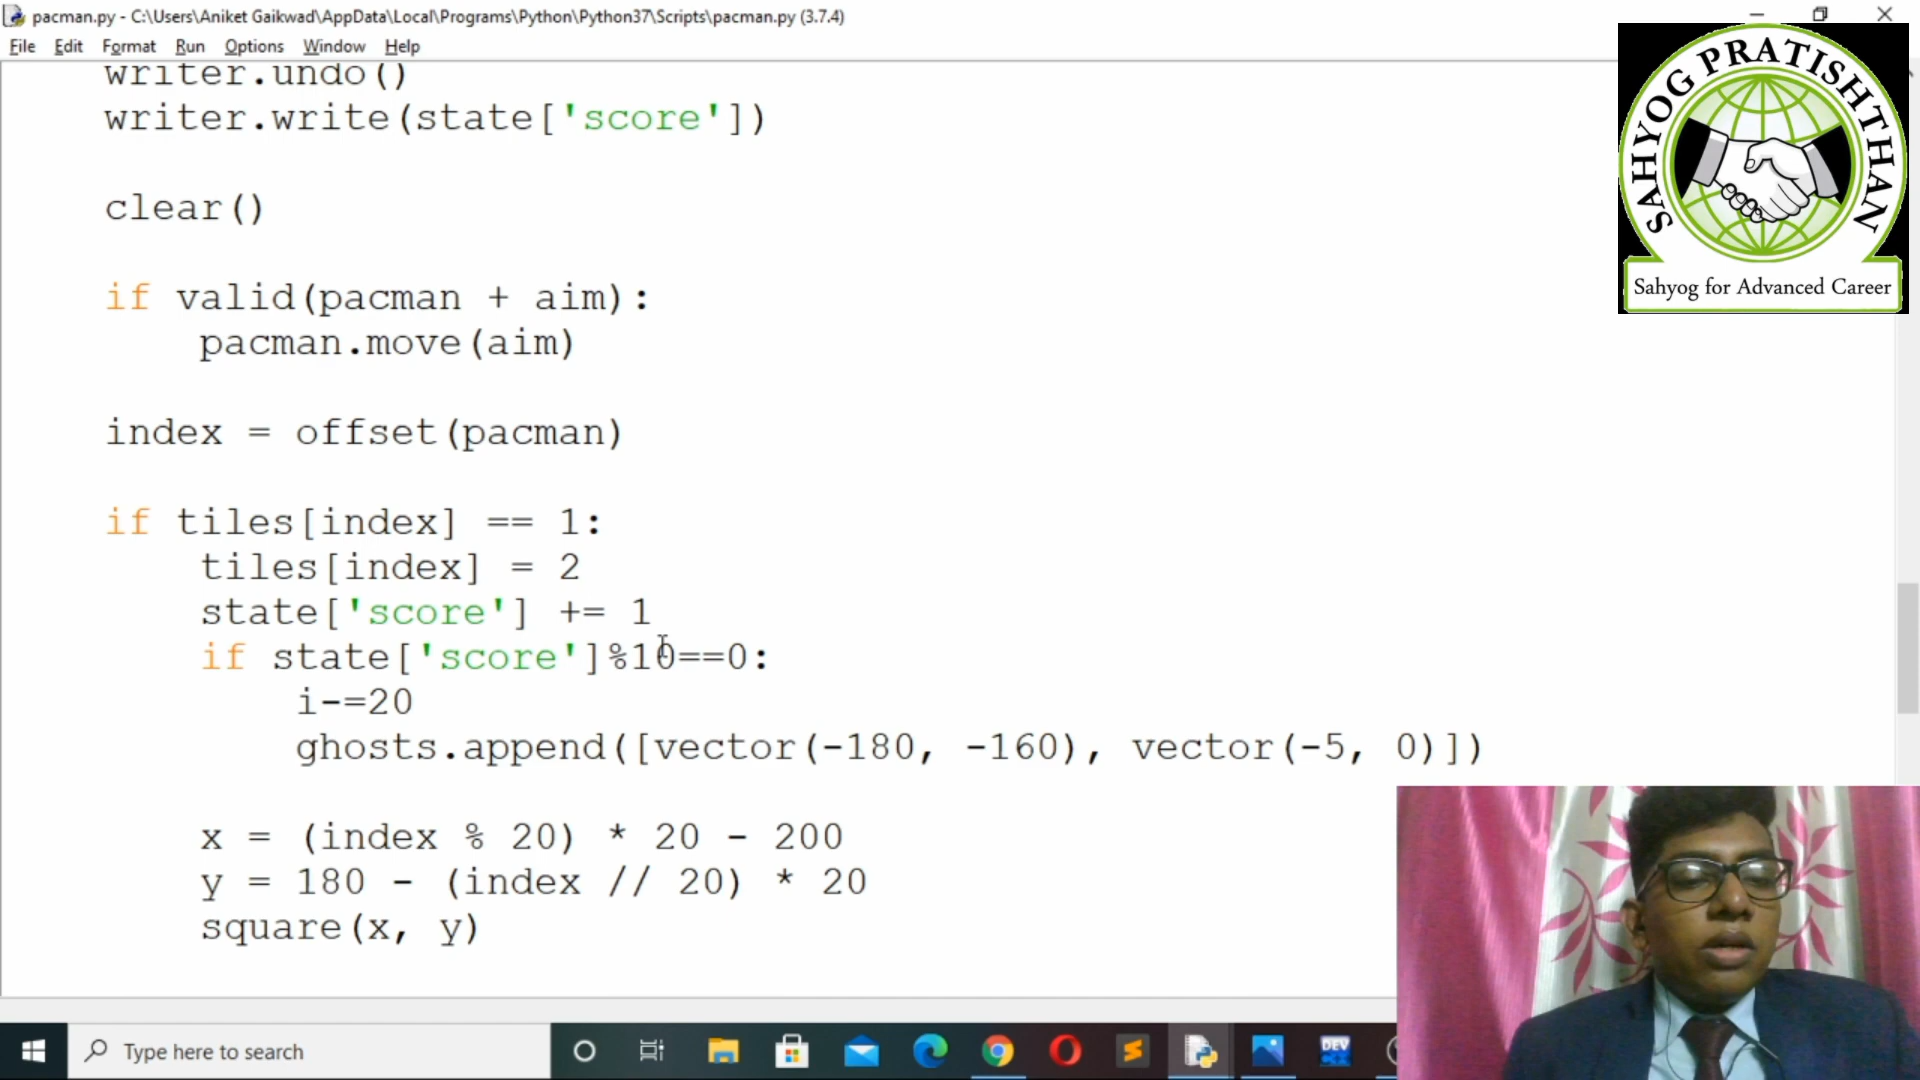 pacman.py - C:\Users\Aniket Gaikwad\AppData\Local\Programs\Python\Python37\Scripts\pacman.py (3.7.4)
File Edit Format Run Options Window Help
writer.undo()
writer.write(state['score'])
clear()
if valid(pacman + aim):
pacman.move(aim)
index = offset(pacman)
if tiles[index] == 1:
tiles[index] = 2
state['score'] += 1
if state['score']%10==0:
i-=20
ghosts.append([vector(-180, -160), vector(-5, 0)])
x = (index % 20) * 20 - 200
y = 180 - (index // 20) * 20
square(x, y)
SAHYOG PRATISHTHAN
Sahyog for Advanced Career
Type here to search
DEV